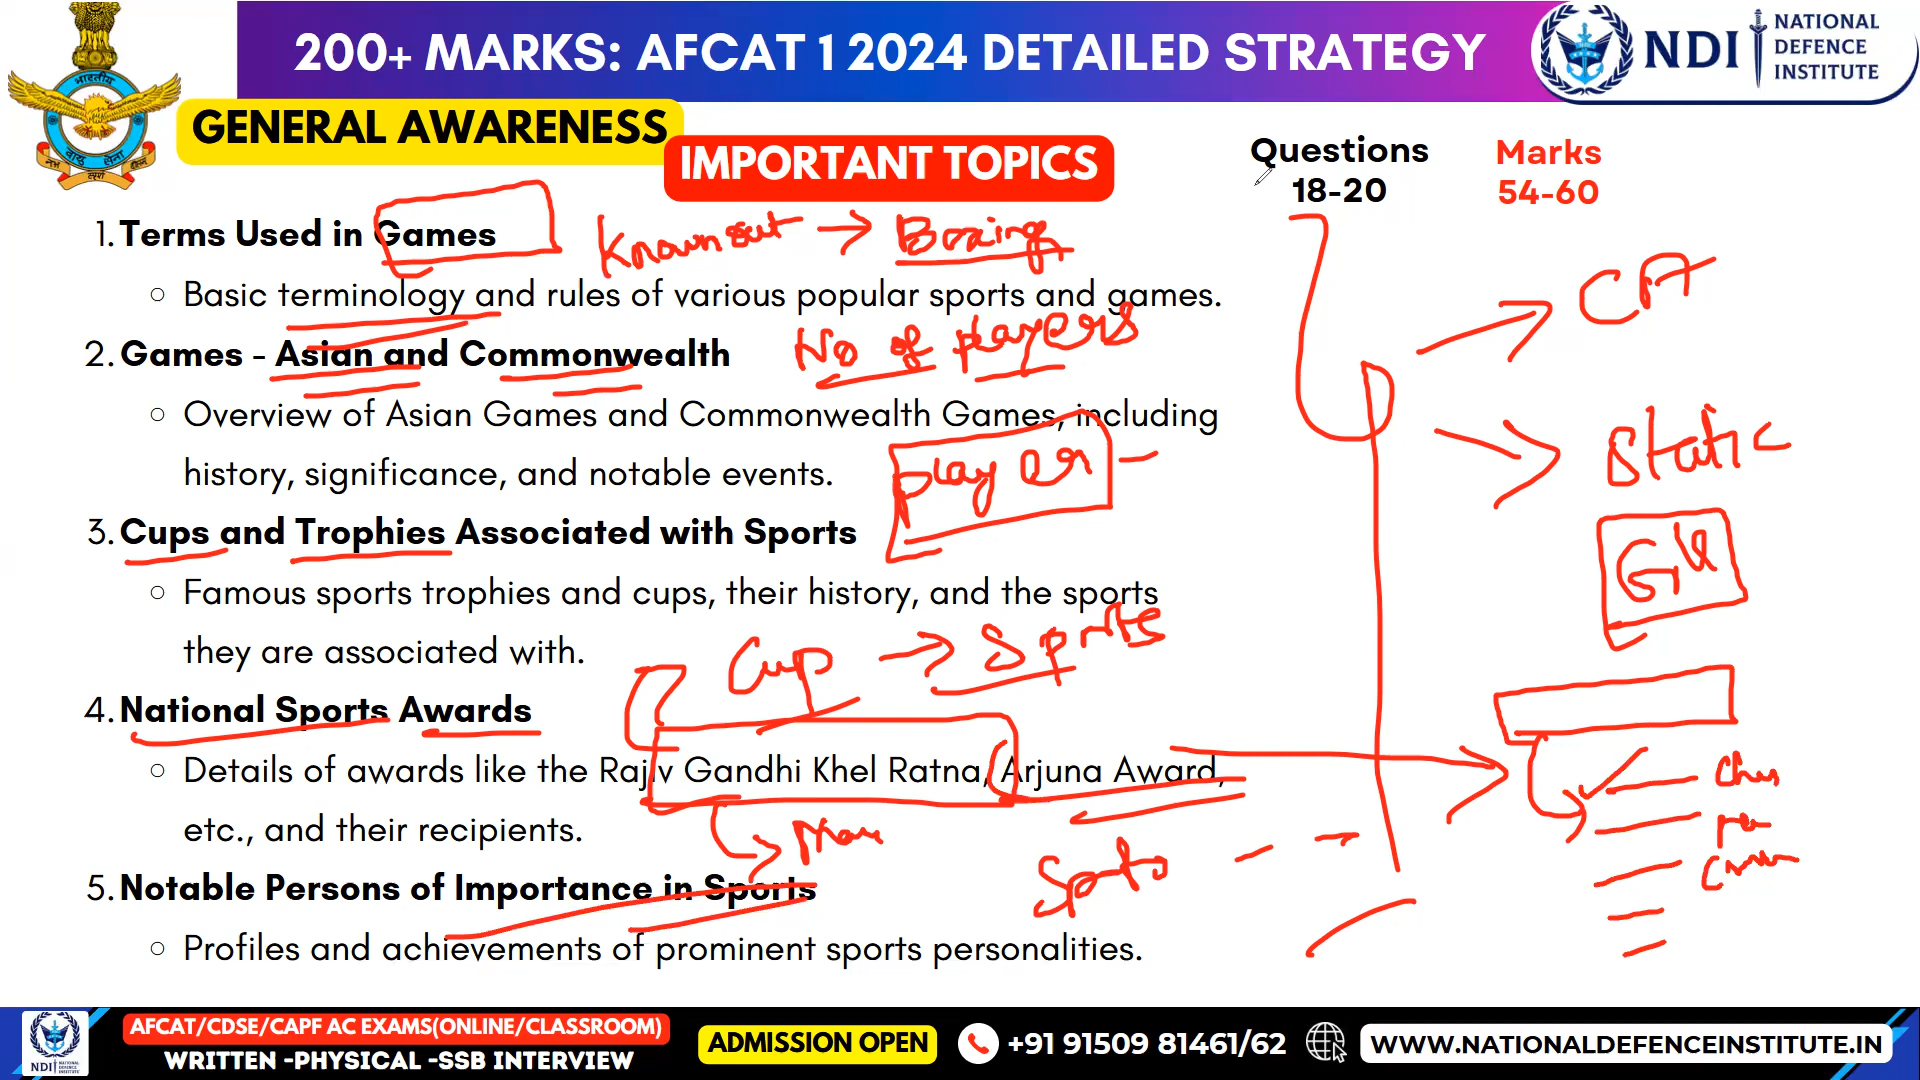 200+ MARKS: AFCAT 1 2024 DETAILED STRATEGY
NDI
NATIONAL
DEFENCE
INSTITUTE
GENERAL AWARENESS
IMPORTANT TOPICS
Questions
18-20
Marks
54-60
1. Terms Used in Games
Boxing
Basic terminology and rules of various popular sports and games.
2. Games - Asian and Commonwealth
No of players
Overview of Asian Games and Commonwealth Games, including
history, significance, and notable events.
player
Static
3. Cups and Trophies Associated with Sports
Famous sports trophies and cups, their history, and the sports
they are associated with.
Cup → Sports
4. National Sports Awards
Details of awards like the Rajiv Gandhi Khel Ratna, Arjuna Award,
etc., and their recipients.
Sports
5. Notable Persons of Importance in Sports
Profiles and achievements of prominent sports personalities.
NDI
AFCAT/CDSE/CAPF AC EXAMS(ONLINE/CLASSROOM)
WRITTEN -PHYSICAL -SSB INTERVIEW
ADMISSION OPEN
+91 91509 81461/62
WWW.NATIONALDEFENCEINSTITUTE.IN